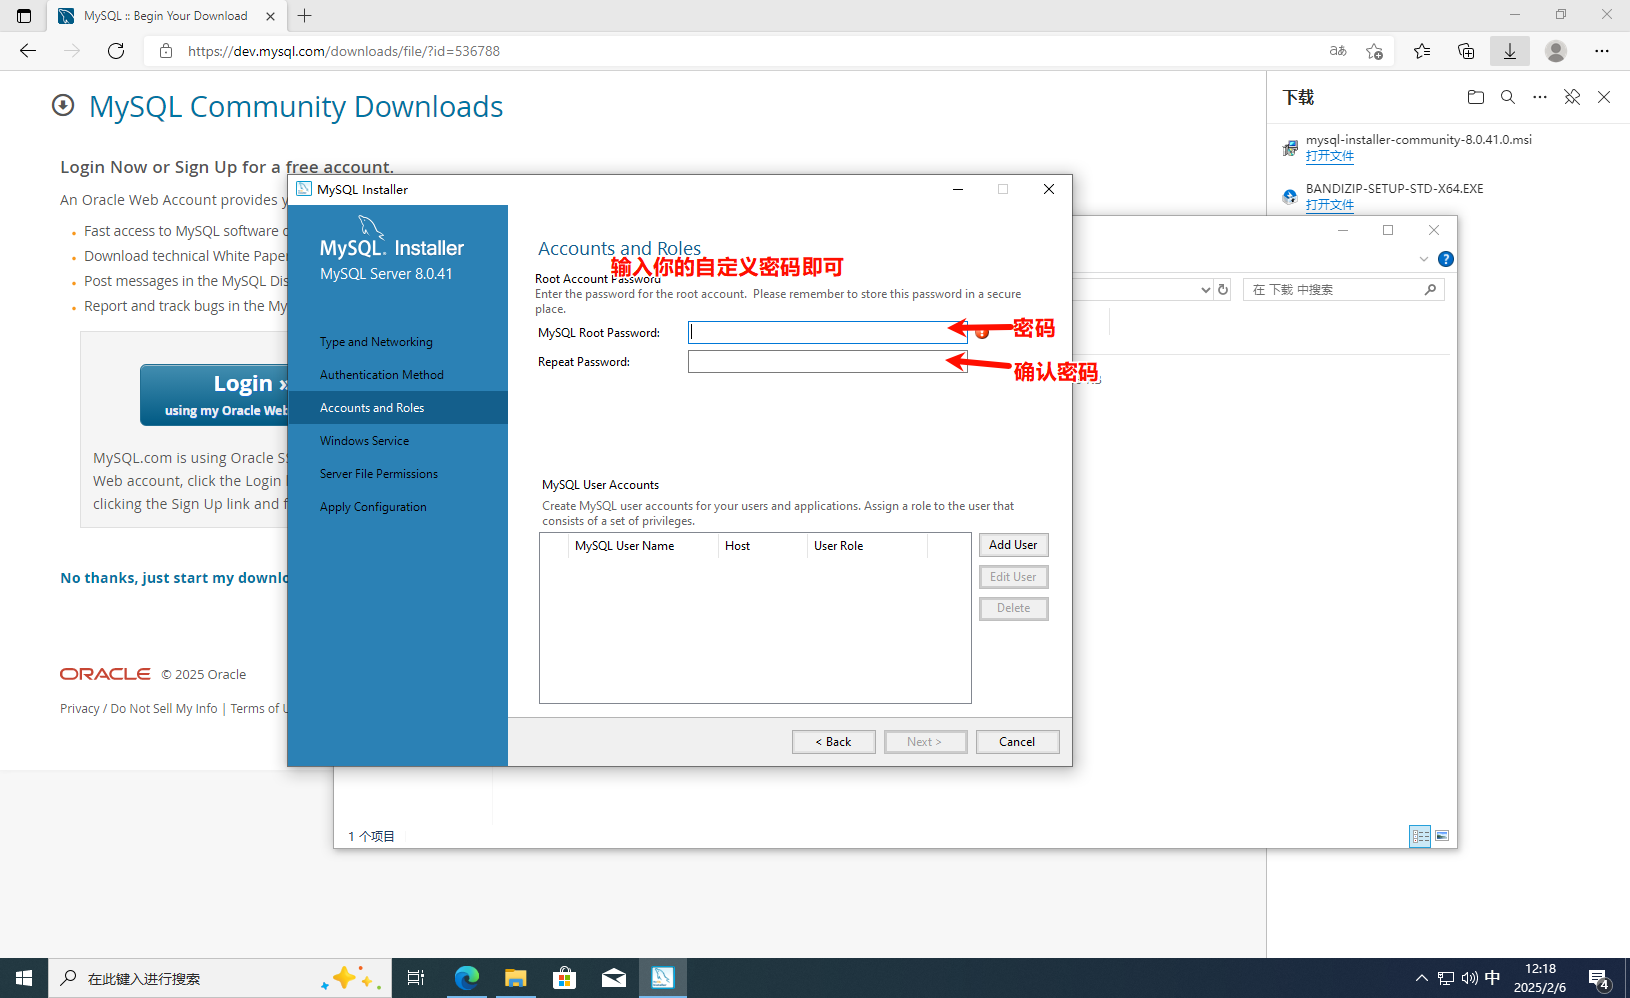 MySQL :: Begin Your Download
https://dev.mysql.com/downloads/file/?id=536788
aあ
MySQL Community Downloads
Login Now or Sign Up for a free account.
An Oracle Web Account provides y
Fast access to MySQL software
Download technical White Paper
Post messages in the MySQL Dis
Report and track bugs in the My
Login »
using my Oracle Web
MySQL.com is using Oracle S
Web account, click the Login
clicking the Sign Up link and f
No thanks, just start my downlo
ORACLE © 2025 Oracle
Privacy / Do Not Sell My Info | Terms of U
MySQL Installer
MySQL. Installer
MySQL Server 8.0.41
Type and Networking
Authentication Method
Accounts and Roles
Windows Service
Server File Permissions
Apply Configuration
Accounts and Roles
输入你的自定义密码即可
Root Account Password
Enter the password for the root account. Please remember to store this password in a secure
place.
MySQL Root Password:
密码
Repeat Password:
确认密码
MySQL User Accounts
Create MySQL user accounts for your users and applications. Assign a role to the user that
consists of a set of privileges.
MySQL User Name Host User Role
Add User
Edit User
Delete
< Back Next > Cancel
下载
mysql-installer-community-8.0.41.0.msi
打开文件
BANDIZIP-SETUP-STD-X64.EXE
打开文件
在 下载 中搜索
1 个项目
在此键入进行搜索
中
12:18
2025/2/6
4